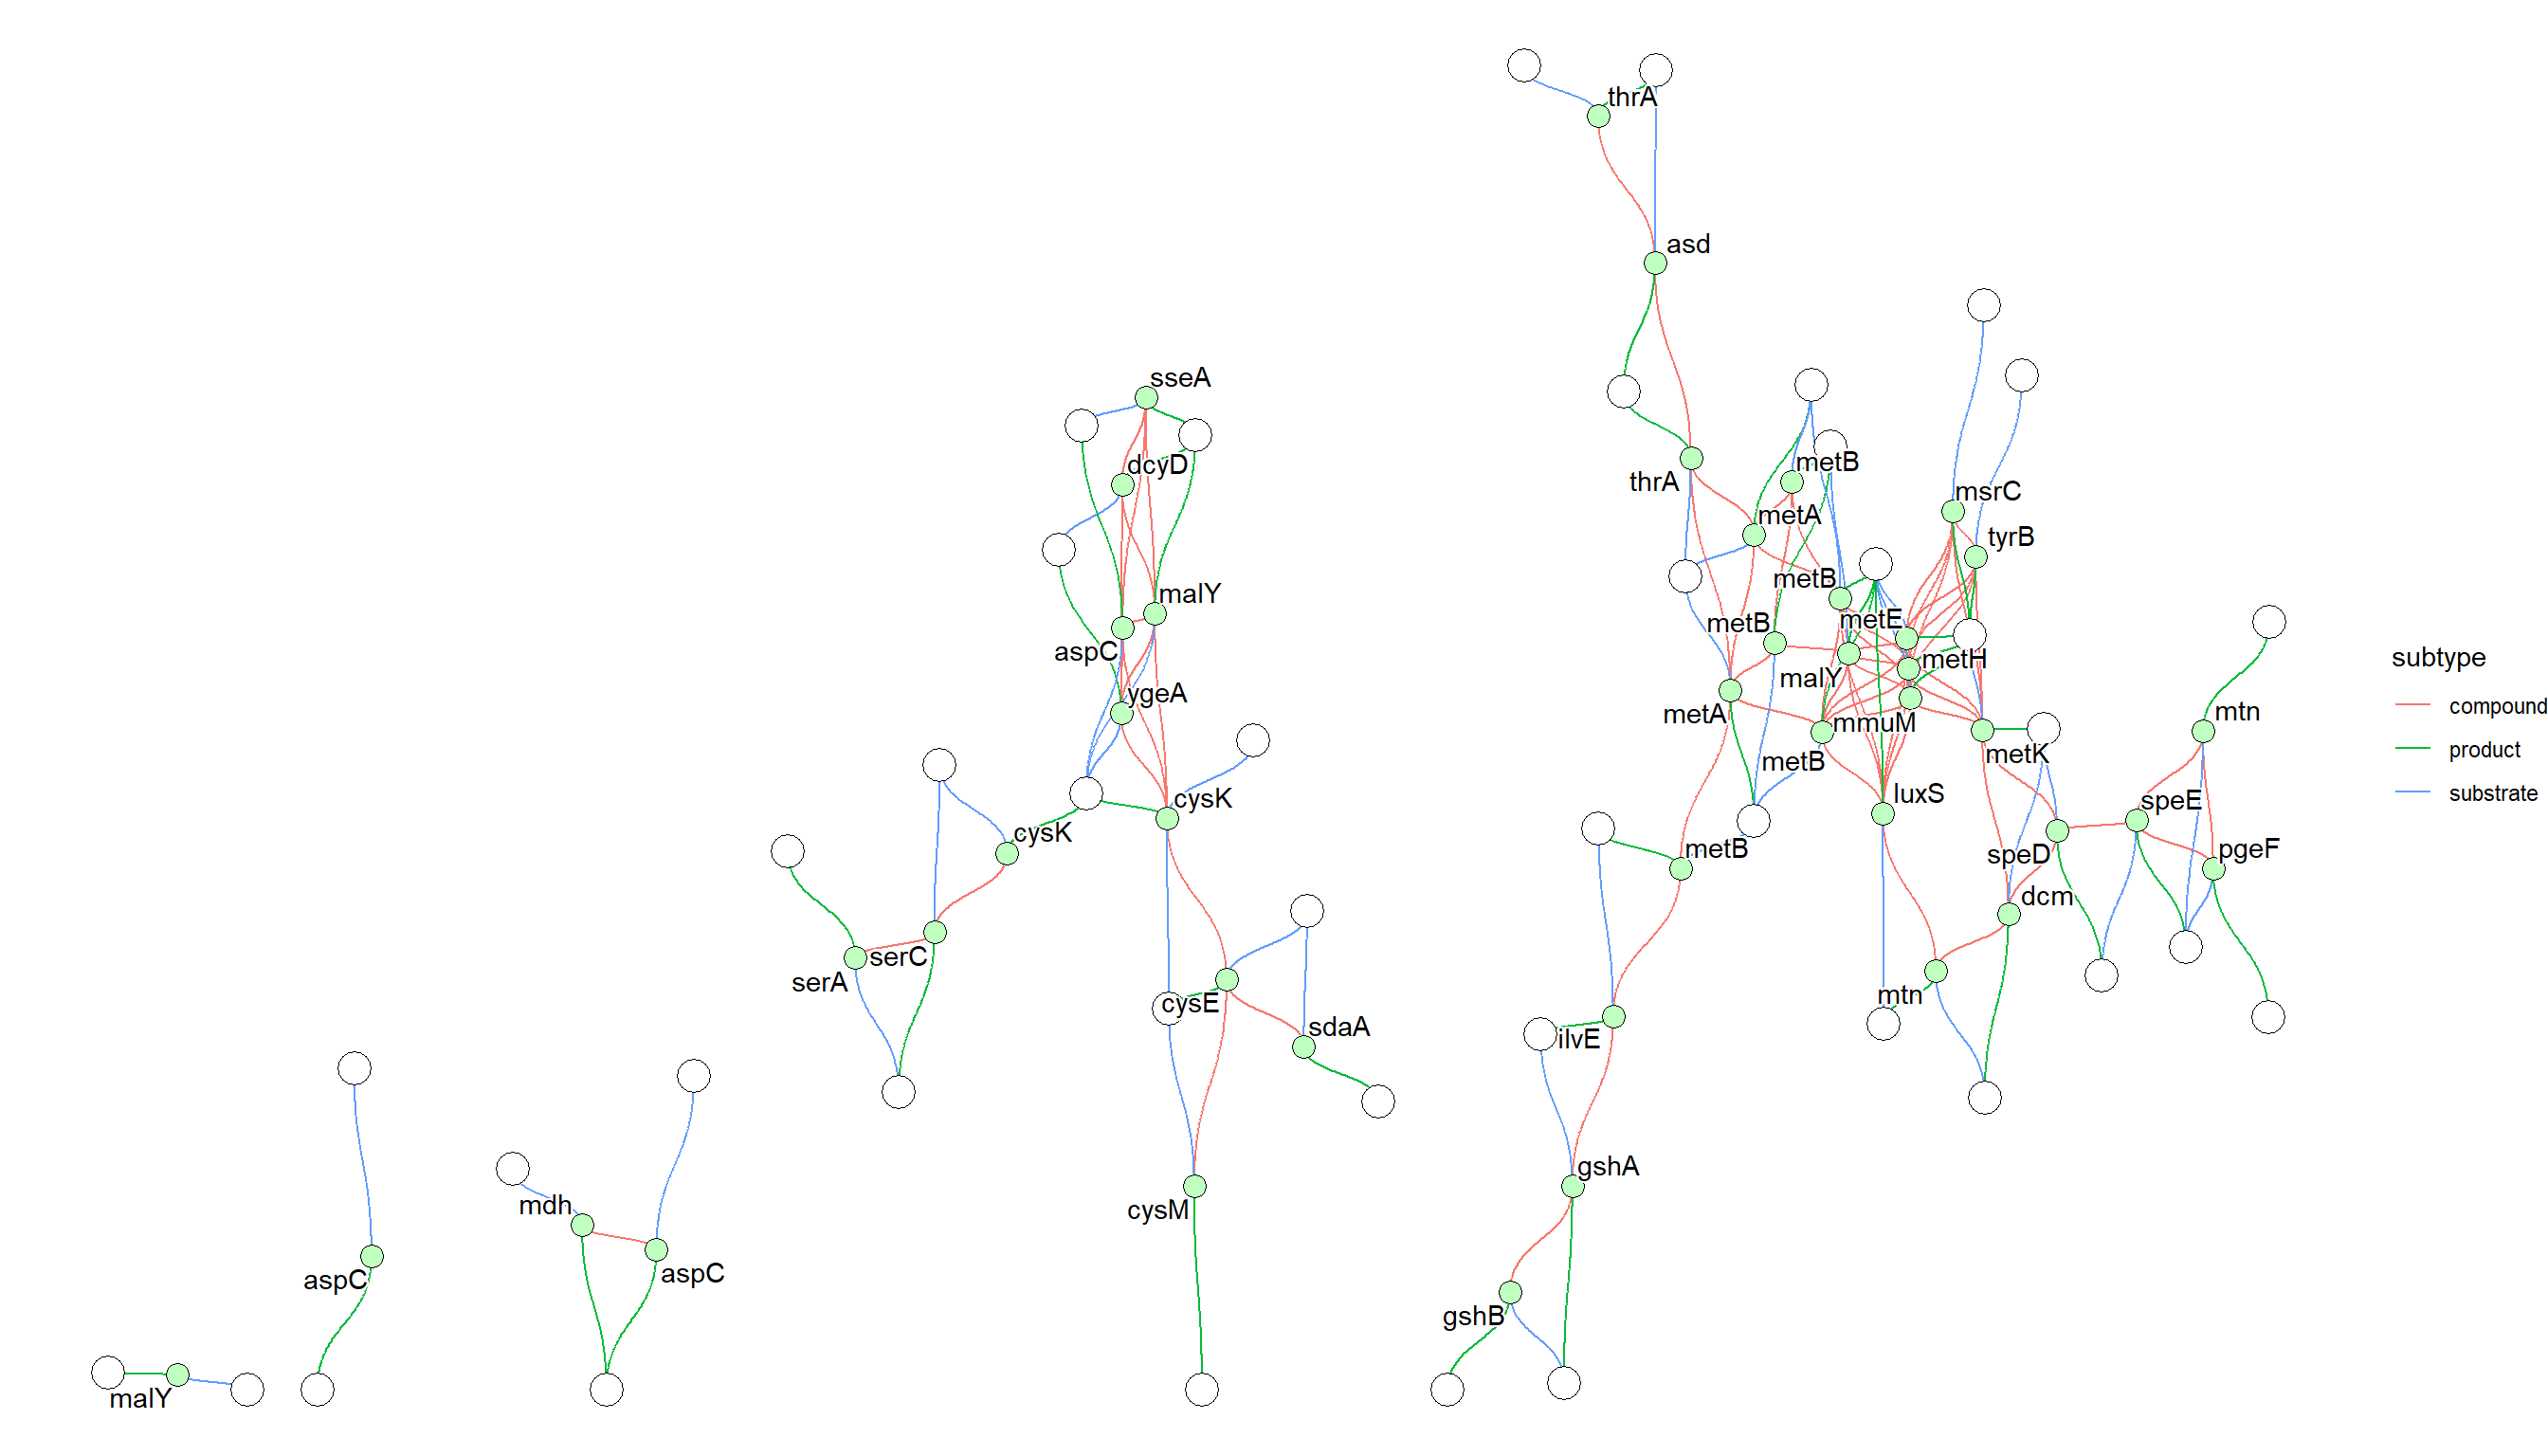 thrA
asd
sseA
dcyD
metB
thrA
msrC
metA
tyrB
metB
malY
metB
metE
aspC
metH
subtype
malY
ygeA
compound
metA
mmuM
mtn
product
metK
metB
substrate
cysK
luxS
speE
cysK
metB
speD
pgeF
dcm
serC
serA
mtn
cysE
sdaA
ilvE
gshA
mdh
cysM
aspC
aspC
gshB
malY